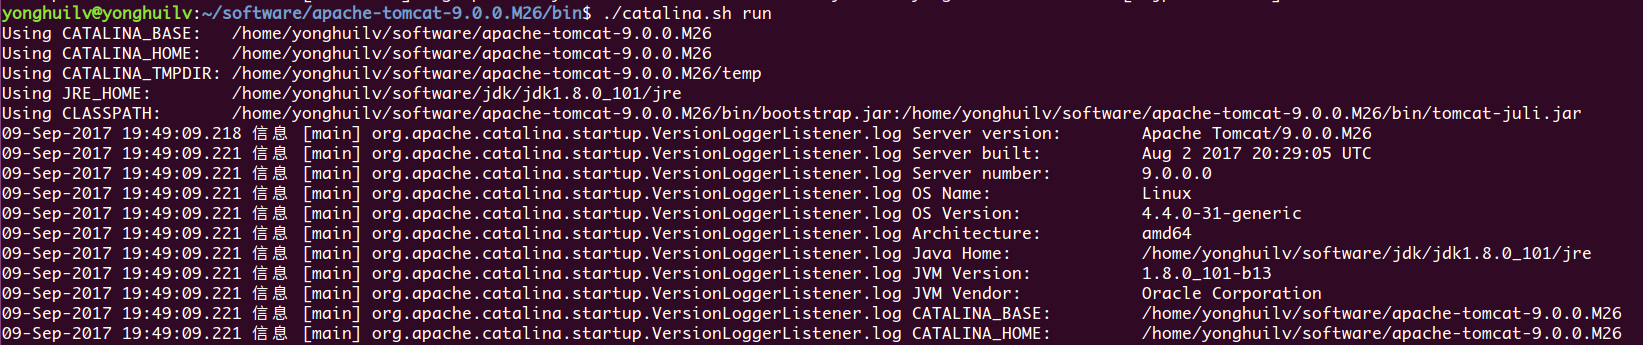 yonghuilv@yonghuilv:~/software/apache-tomcat-9.0.0.M26/bin$ ./catalina.sh run
Using CATALINA_BASE:   /home/yonghuilv/software/apache-tomcat-9.0.0.M26
Using CATALINA_HOME:   /home/yonghuilv/software/apache-tomcat-9.0.0.M26
Using CATALINA_TMPDIR: /home/yonghuilv/software/apache-tomcat-9.0.0.M26/temp
Using JRE_HOME:        /home/yonghuilv/software/jdk/jdk1.8.0_101/jre
Using CLASSPATH:       /home/yonghuilv/software/apache-tomcat-9.0.0.M26/bin/bootstrap.jar:/home/yonghuilv/software/apache-tomcat-9.0.0.M26/bin/tomcat-juli.jar
09-Sep-2017 19:49:09.218 信息 [main] org.apache.catalina.startup.VersionLoggerListener.log Server version:        Apache Tomcat/9.0.0.M26
09-Sep-2017 19:49:09.221 信息 [main] org.apache.catalina.startup.VersionLoggerListener.log Server built:          Aug 2 2017 20:29:05 UTC
09-Sep-2017 19:49:09.221 信息 [main] org.apache.catalina.startup.VersionLoggerListener.log Server number:         9.0.0.0
09-Sep-2017 19:49:09.221 信息 [main] org.apache.catalina.startup.VersionLoggerListener.log OS Name:               Linux
09-Sep-2017 19:49:09.221 信息 [main] org.apache.catalina.startup.VersionLoggerListener.log OS Version:            4.4.0-31-generic
09-Sep-2017 19:49:09.221 信息 [main] org.apache.catalina.startup.VersionLoggerListener.log Architecture:          amd64
09-Sep-2017 19:49:09.221 信息 [main] org.apache.catalina.startup.VersionLoggerListener.log Java Home:             /home/yonghuilv/software/jdk/jdk1.8.0_101/jre
09-Sep-2017 19:49:09.221 信息 [main] org.apache.catalina.startup.VersionLoggerListener.log JVM Version:           1.8.0_101-b13
09-Sep-2017 19:49:09.221 信息 [main] org.apache.catalina.startup.VersionLoggerListener.log JVM Vendor:            Oracle Corporation
09-Sep-2017 19:49:09.221 信息 [main] org.apache.catalina.startup.VersionLoggerListener.log CATALINA_BASE:         /home/yonghuilv/software/apache-tomcat-9.0.0.M26
09-Sep-2017 19:49:09.221 信息 [main] org.apache.catalina.startup.VersionLoggerListener.log CATALINA_HOME:         /home/yonghuilv/software/apache-tomcat-9.0.0.M26